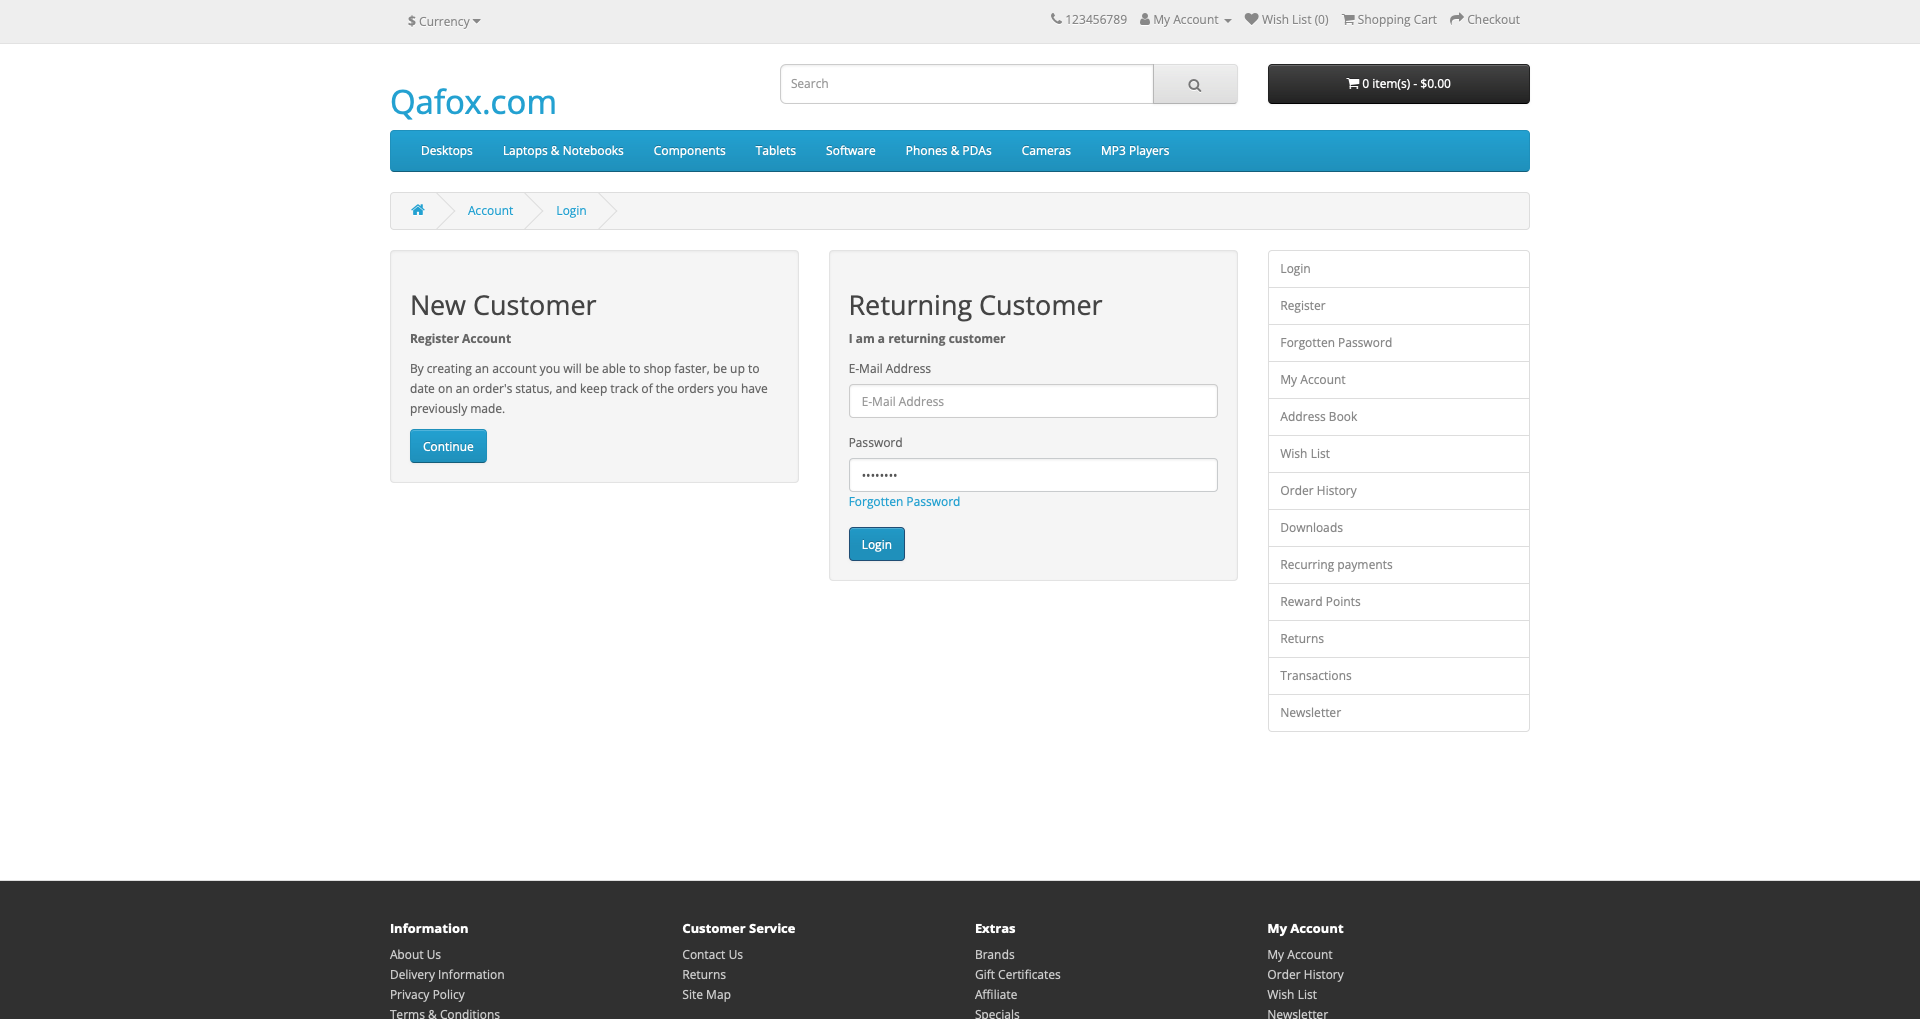 $ Currency
123456789 My Account Wish List (0) Shopping Cart Checkout
Qafox.com
Search
0 item(s) - $0.00
Desktops Laptops & Notebooks Components Tablets Software Phones & PDAs Cameras MP3 Players
Account Login
New Customer
Register Account
By creating an account you will be able to shop faster, be up to
date on an order's status, and keep track of the orders you have
previously made.
Continue
Returning Customer
I am a returning customer
E-Mail Address
E-Mail Address
Password
••••••••
Forgotten Password
Login
Login
Register
Forgotten Password
My Account
Address Book
Wish List
Order History
Downloads
Recurring payments
Reward Points
Returns
Transactions
Newsletter
Information
About Us
Delivery Information
Privacy Policy
Terms & Conditions
Customer Service
Contact Us
Returns
Site Map
Extras
Brands
Gift Certificates
Affiliate
Specials
My Account
My Account
Order History
Wish List
Newsletter